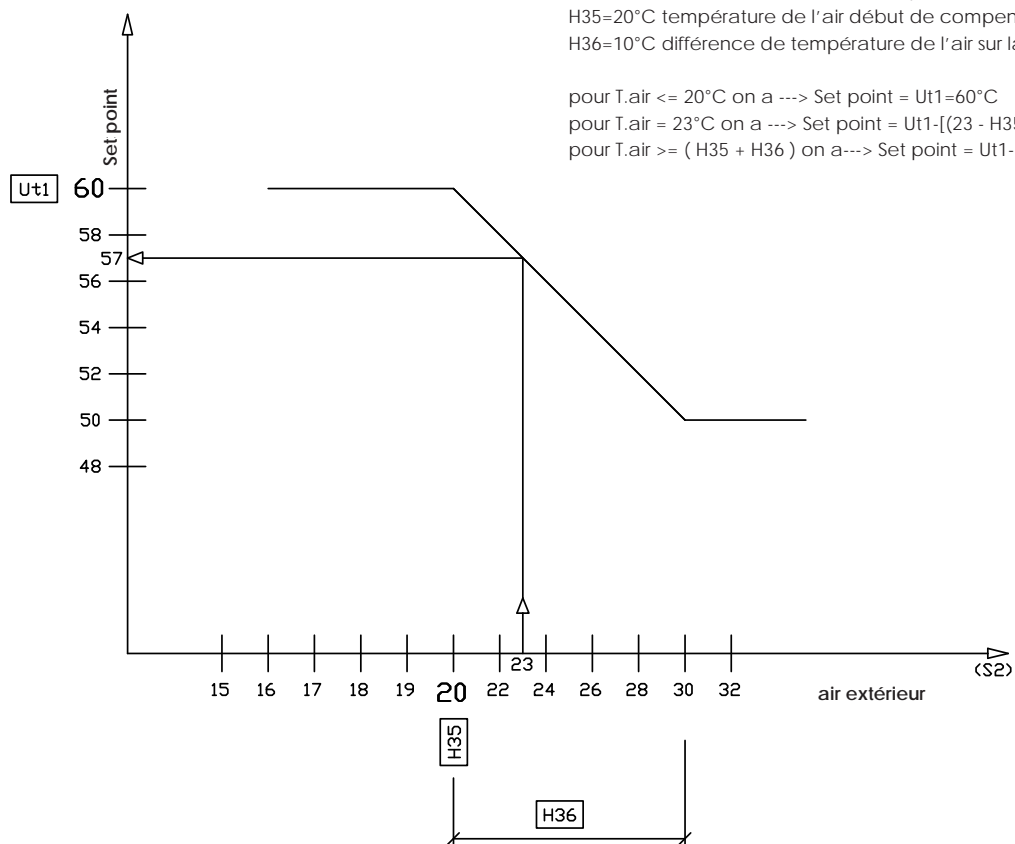 H35=20°C température de l'air début de compen
H36=10°C différence de température de l'air sur la
pour T.air <= 20°C on a ---> Set point = Ut1=60°C
pour T.air = 23°C on a ---> Set point = Ut1-[(23 - H35
pour T.air >= ( H35 + H36 ) on a---> Set point = Ut1-
Set point
Ut1 60
58
57
56
54
52
50
48
23
(S2)
15 16 17 18 19 20 22 24 26 28 30 32
air extérieur
H35
H36